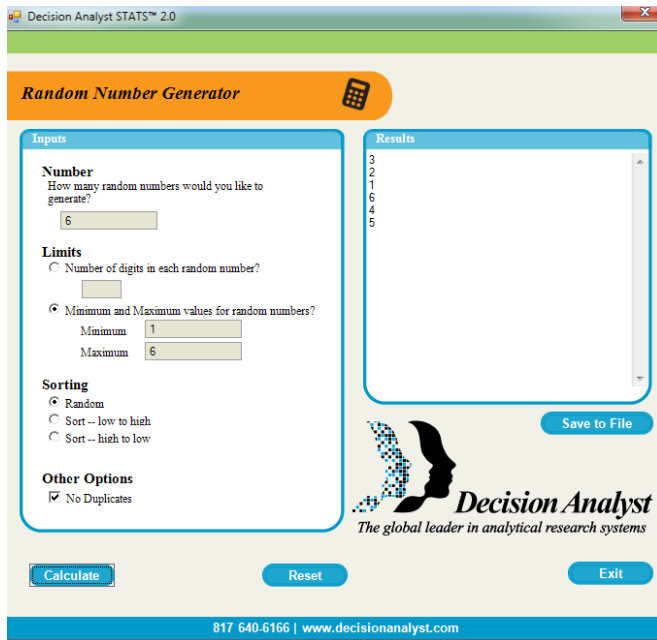 Decision Analyst STATS™ 2.0
Random Number Generator
Inputs
Number
How many random numbers would you like to
generate?
6
Limits
Number of digits in each random number?
Minimum and Maximum values for random numbers?
Minimum 1
Maximum 6
Sorting
Random
Sort -- low to high
Sort -- high to low
Other Options
No Duplicates
Results
3
2
1
6
4
5
Save to File
Decision Analyst
The global leader in analytical research systems
Calculate
Reset
Exit
817 640-6166 | www.decisionanalyst.com